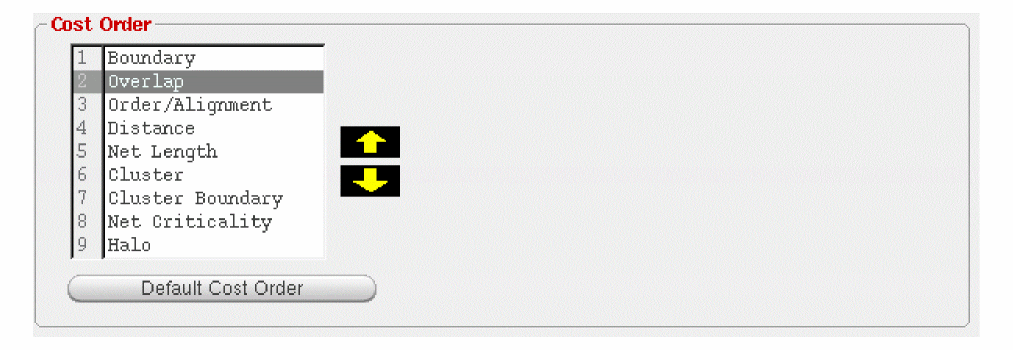 Cost Order
1 Boundary
2 Overlap
3 Order/Alignment
4 Distance
5 Net Length
6 Cluster
7 Cluster Boundary
8 Net Criticality
9 Halo
Default Cost Order